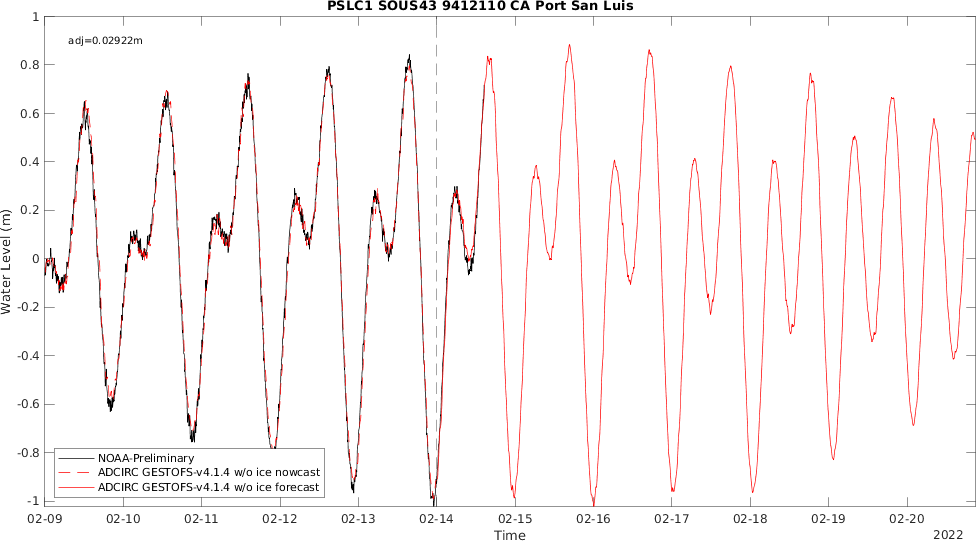 PSLC1 SOUS43 9412110 CA Port San Luis
1
adj=0.02922m
0.8
0.6
0.4
0.2
0
-0.2
-0.4
-0.6
-0.8
-1
Water Level (m)
NOAA-Preliminary
ADCIRC GESTOFS-v4.1.4 w/o ice nowcast
ADCIRC GESTOFS-v4.1.4 w/o ice forecast
02-09 02-10 02-11 02-12 02-13 02-14 02-15 02-16 02-17 02-18 02-19 02-20
Time
2022